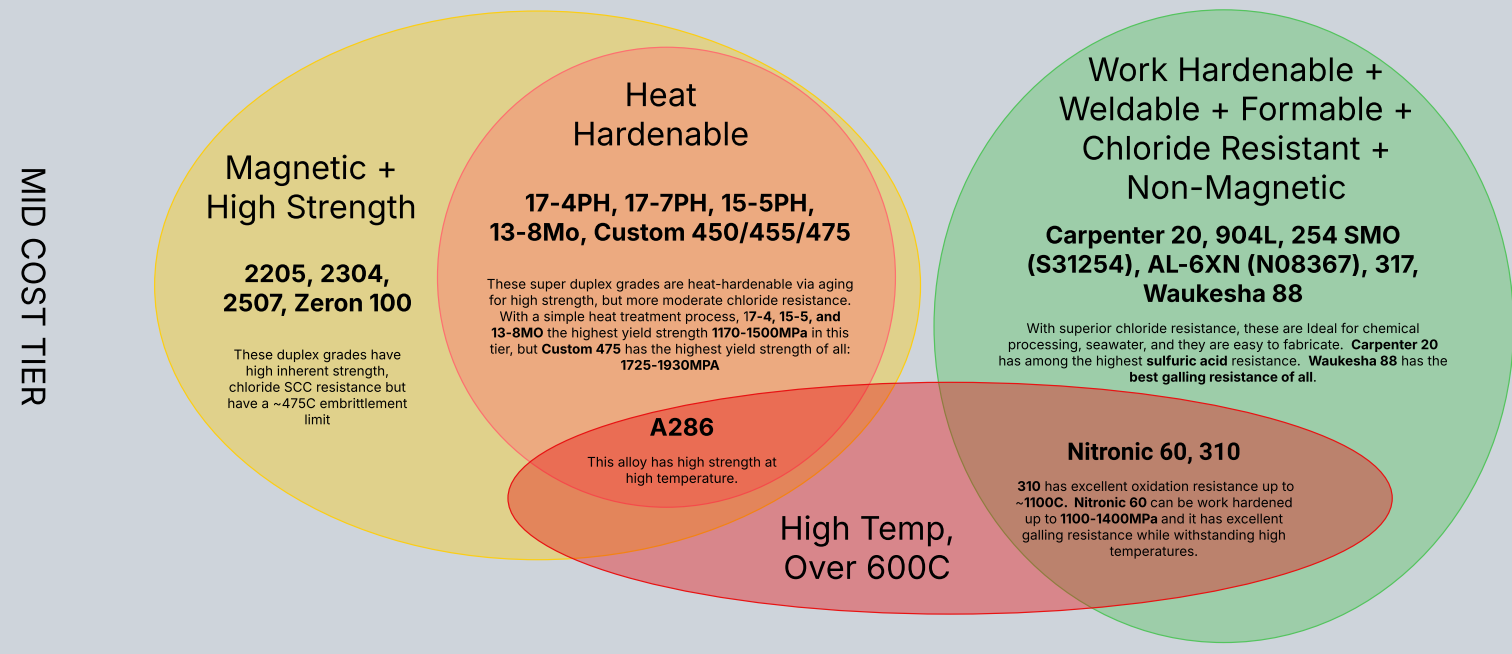 MID COST TIER
Magnetic +
High Strength
2205, 2304,
2507, Zeron 100
These duplex grades have
high inherent strength,
chloride SCC resistance but
have a ~475C embrittlement
limit
Heat
Hardenable
17-4PH, 17-7PH, 15-5PH,
13-8Mo, Custom 450/455/475
These super duplex grades are heat-hardenable via aging
for high strength, but more moderate chloride resistance.
With a simple heat treatment process, 17-4, 15-5, and
13-8MO the highest yield strength 1170-1500MPa in this
tier, but Custom 475 has the highest yield strength of all:
1725-1930MPA
A286
This alloy has high strength at
high temperature.
High Temp,
Over 600C
Work Hardenable +
Weldable + Formable +
Chloride Resistant +
Non-Magnetic
Carpenter 20, 904L, 254 SMO
(S31254), AL-6XN (N08367), 317,
Waukesha 88
With superior chloride resistance, these are Ideal for chemical
processing, seawater, and they are easy to fabricate. Carpenter 20
has among the highest sulfuric acid resistance. Waukesha 88 has the
best galling resistance of all.
Nitronic 60, 310
310 has excellent oxidation resistance up to
~1100C. Nitronic 60 can be work hardened
up to 1100-1400MPa and it has excellent
galling resistance while withstanding high
temperatures.